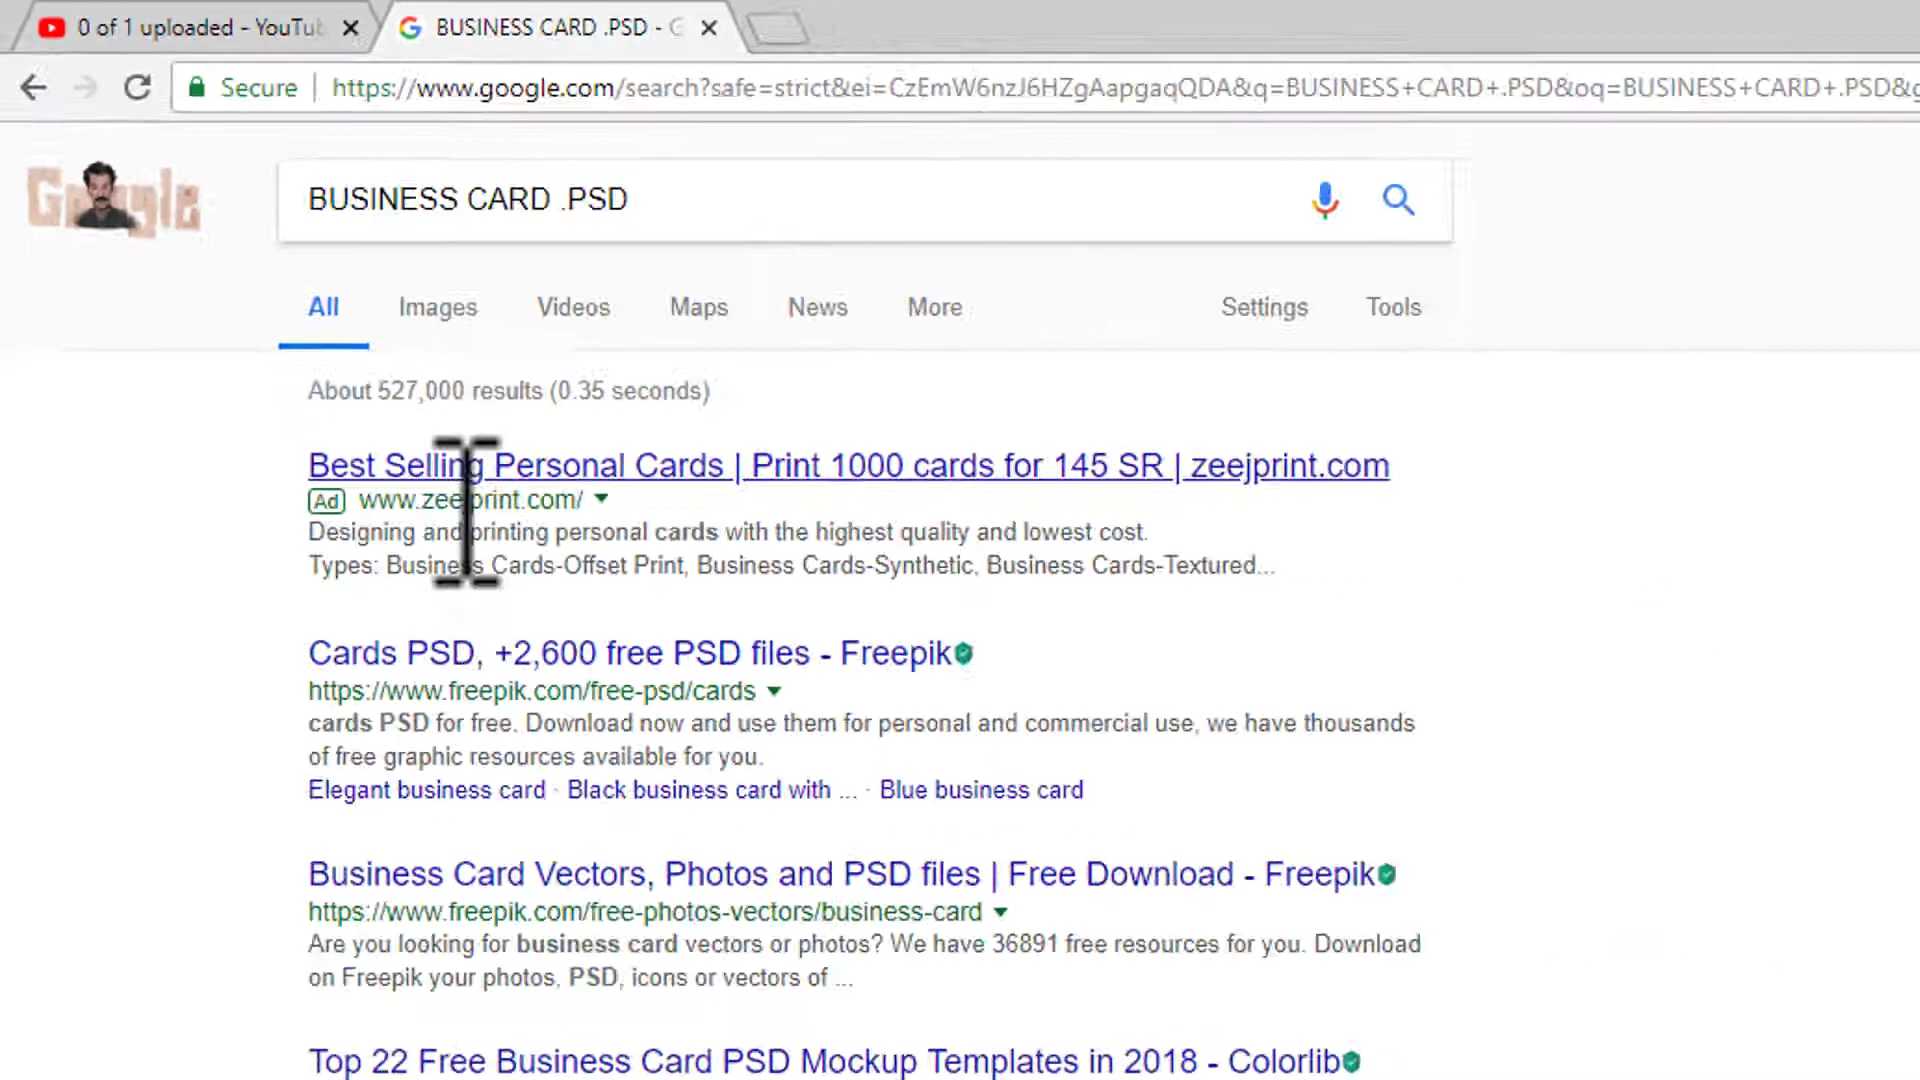 0 of 1 uploaded - YouTub
BUSINESS CARD .PSD - G
Secure
https://www.google.com/search?safe=strict&ei=CzEmW6nzJ6HZgAapgaqQDA&q=BUSINESS+CARD+.PSD&oq=BUSINESS+CARD+.PSD&g
Google
BUSINESS CARD .PSD
All Images Videos Maps News More Settings Tools
About 527,000 results (0.35 seconds)
Best Selling Personal Cards | Print 1000 cards for 145 SR | zeejprint.com
Ad www.zeejprint.com/
Designing and printing personal cards with the highest quality and lowest cost.
Types: Business Cards-Offset Print, Business Cards-Synthetic, Business Cards-Textured...
Cards PSD, +2,600 free PSD files - Freepik
https://www.freepik.com/free-psd/cards
cards PSD for free. Download now and use them for personal and commercial use, we have thousands
of free graphic resources available for you.
Elegant business card · Black business card with ... · Blue business card
Business Card Vectors, Photos and PSD files | Free Download - Freepik
https://www.freepik.com/free-photos-vectors/business-card
Are you looking for business card vectors or photos? We have 36891 free resources for you. Download
on Freepik your photos, PSD, icons or vectors of ...
Top 22 Free Business Card PSD Mockup Templates in 2018 - Colorlib